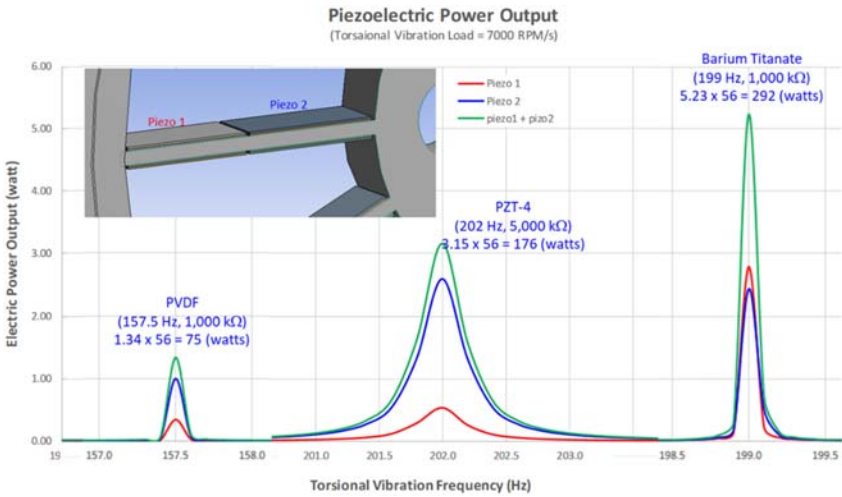 Piezoelectric Power Output
(Torsaional Vibration Load = 7000 RPM/s)
Barium Titanate
(199 Hz, 1,000 kΩ)
5.23 x 56 = 292 (watts)
Piezo 1
Piezo 2
piezo1 + pizo2
Piezo 1
Piezo 2
PZT-4
(202 Hz, 5,000 kΩ)
3.15 x 56 = 176 (watts)
PVDF
(157.5 Hz, 1,000 kΩ)
1.34 x 56 = 75 (watts)
Electric Power Output (watt)
6.00
5.00
4.00
3.00
2.00
1.00
0.00
19 157.0 157.5 158.0 201.0 201.5 202.0 202.5 203.0 198.5 199.0 199.5
Torsional Vibration Frequency (Hz)